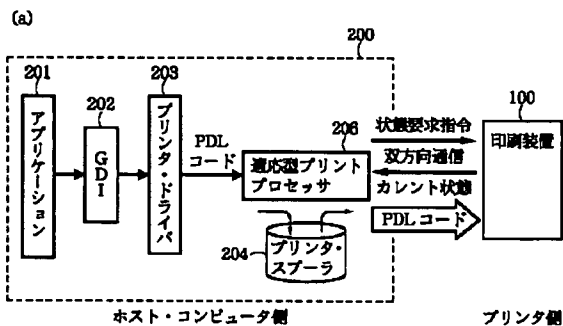 (a)
200
201
アプリケーション
202
GDI
203
プリンタ・ドライバ
PDL
コード
206
適応型プリント
プロセッサ
204
プリンタ・
スプーラ
状態要求指令
双方向通信
カレント状態
PDLコード
100
印刷装置
ホスト・コンピュータ側
プリンタ側